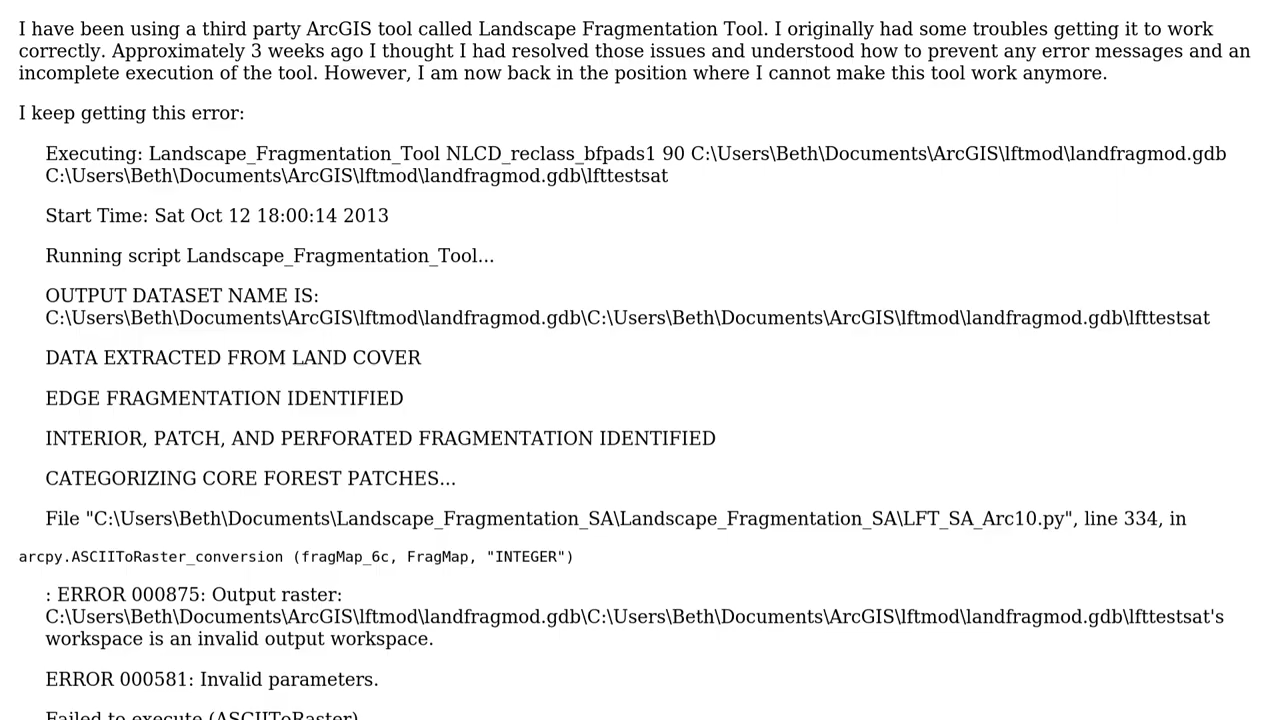 I have been using a third party ArcGIS tool called Landscape Fragmentation Tool. I originally had some troubles getting it to work
correctly. Approximately 3 weeks ago I thought I had resolved those issues and understood how to prevent any error messages and an
incomplete execution of the tool. However, I am now back in the position where I cannot make this tool work anymore.
I keep getting this error:
Executing: Landscape_Fragmentation_Tool NLCD_reclass_bfpads1 90 C:\Users\Beth\Documents\ArcGIS\lftmod\landfragmod.gdb
C:\Users\Beth\Documents\ArcGIS\lftmod\landfragmod.gdb\lfttestsat
Start Time: Sat Oct 12 18:00:14 2013
Running script Landscape_Fragmentation_Tool...
OUTPUT DATASET NAME IS:
C:\Users\Beth\Documents\ArcGIS\lftmod\landfragmod.gdb\C:\Users\Beth\Documents\ArcGIS\lftmod\landfragmod.gdb\lfttestsat
DATA EXTRACTED FROM LAND COVER
EDGE FRAGMENTATION IDENTIFIED
INTERIOR, PATCH, AND PERFORATED FRAGMENTATION IDENTIFIED
CATEGORIZING CORE FOREST PATCHES...
File "C:\Users\Beth\Documents\Landscape_Fragmentation_SA\Landscape_Fragmentation_SA\LFT_SA_Arc10.py", line 334, in
arcpy.ASCIIToRaster_conversion (fragMap_6c, FragMap, "INTEGER")
: ERROR 000875: Output raster:
C:\Users\Beth\Documents\ArcGIS\lftmod\landfragmod.gdb\C:\Users\Beth\Documents\ArcGIS\lftmod\landfragmod.gdb\lfttestsat's
workspace is an invalid output workspace.
ERROR 000581: Invalid parameters.
Failed to execute (ASCIIToRaster).